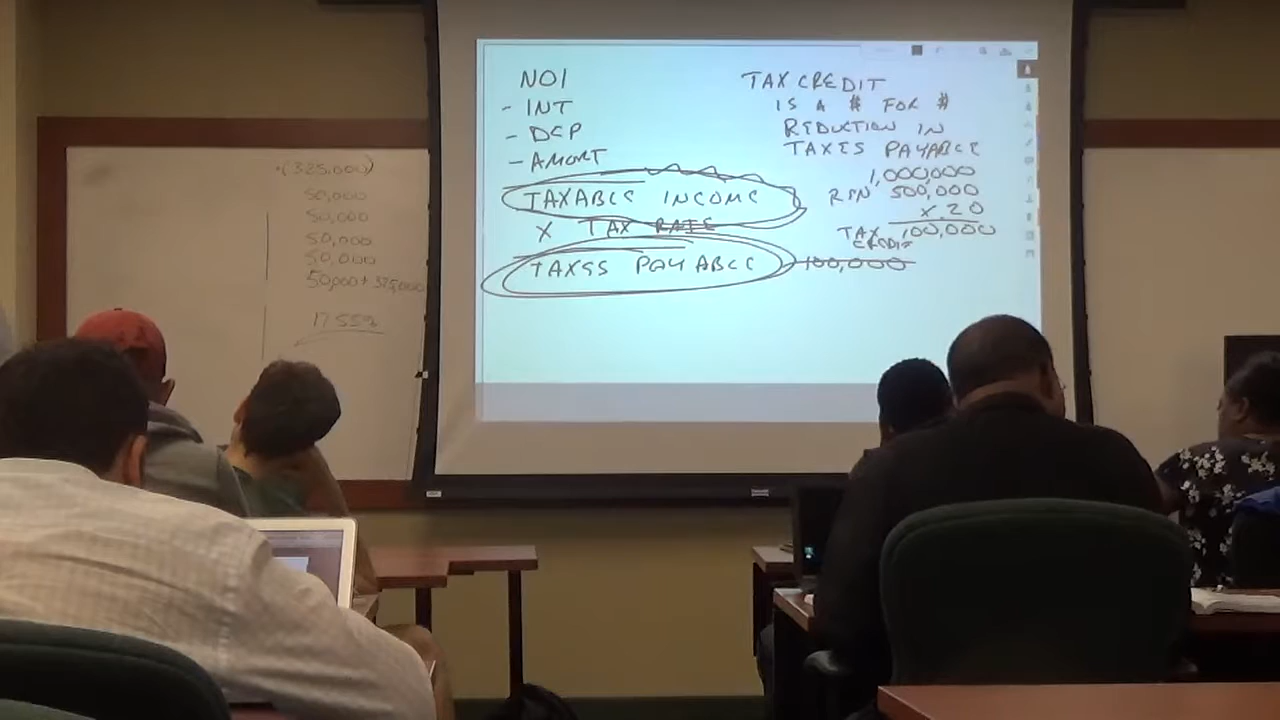 (325,000)
50,000
50,000
50,000
50,000
50,000 + 325,000
NOI
- INT
- DEP
- AMORT
TAXABLE INCOME
X TAX RATE
TAXES PAYABLE
TAX CREDIT
IS A # FOR #
REDUCTION IN
TAXES PAYABLE
1,000,000
500,000
X.20
TAX 100,000
CREDIT
100,000